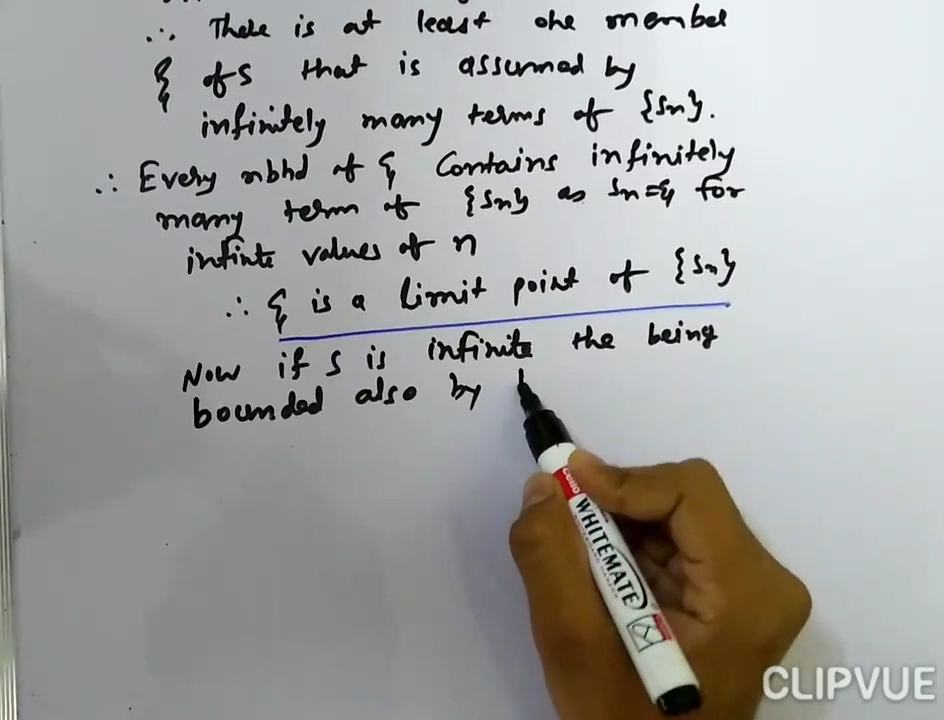 ∴ There is at least one member
ξ of S that is assumed by
infinitely many terms of {Sn}.
∴ Every nbhd of ξ contains infinitely
many term of {Sn} as Sn=ξ for
infinite values of n
∴ ξ is a limit point of {Sn}
Now if S is infinite the being
bounded also by
Cello
WHITEMATE
CLIPVUE